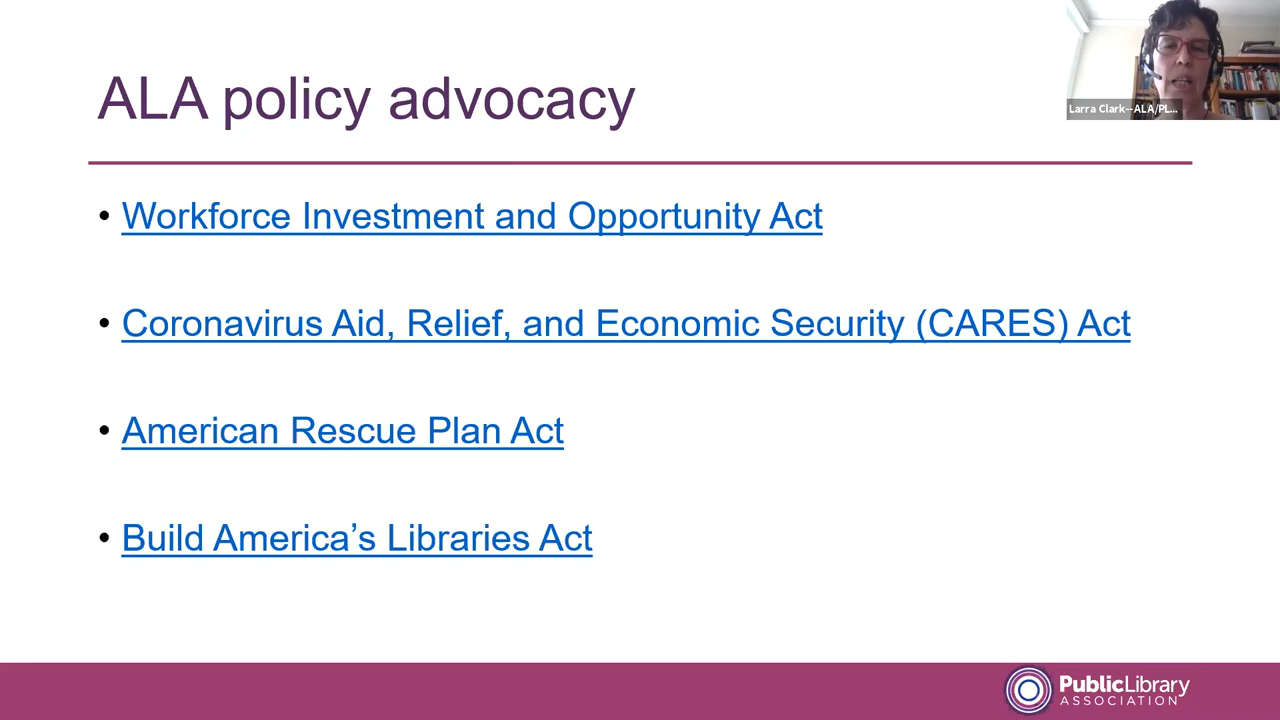 ALA policy advocacy
Larra Clark--ALA/PL...
• Workforce Investment and Opportunity Act
• Coronavirus Aid, Relief, and Economic Security (CARES) Act
• American Rescue Plan Act
• Build America’s Libraries Act
PublicLibrary
ASSOCIATION